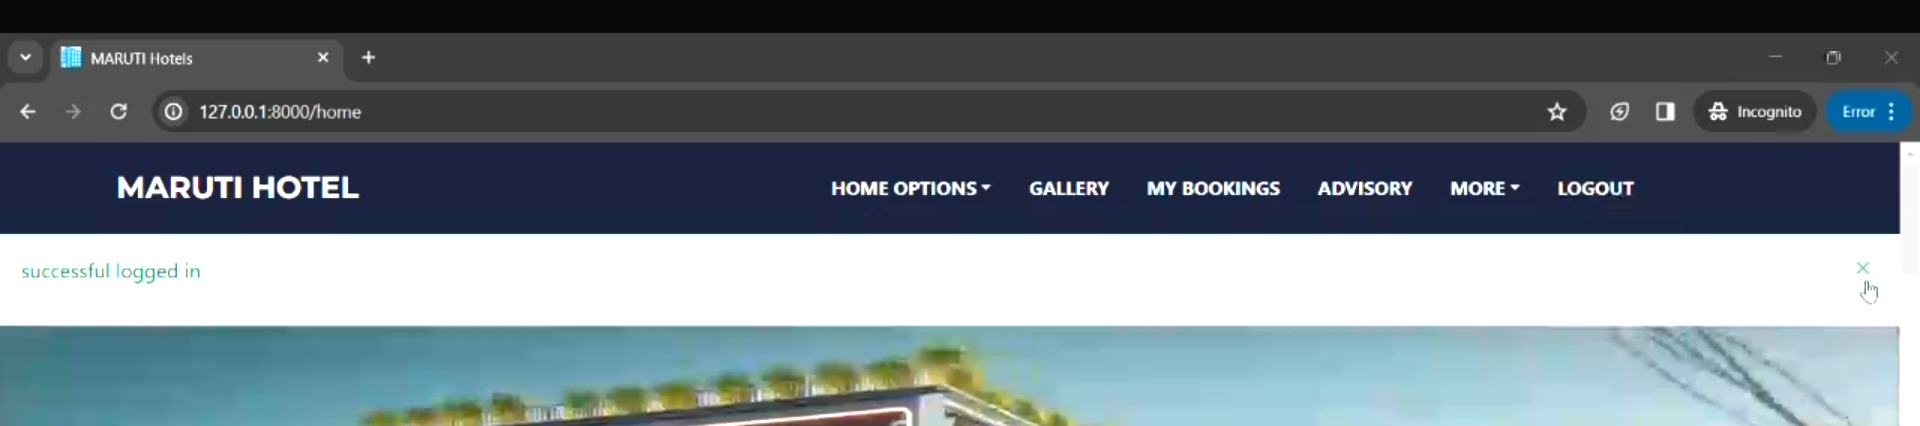 MARUTI Hotels
127.0.0.1:8000/home
Incognito
Error
MARUTI HOTEL
HOME OPTIONS
GALLERY
MY BOOKINGS
ADVISORY
MORE
LOGOUT
successful logged in